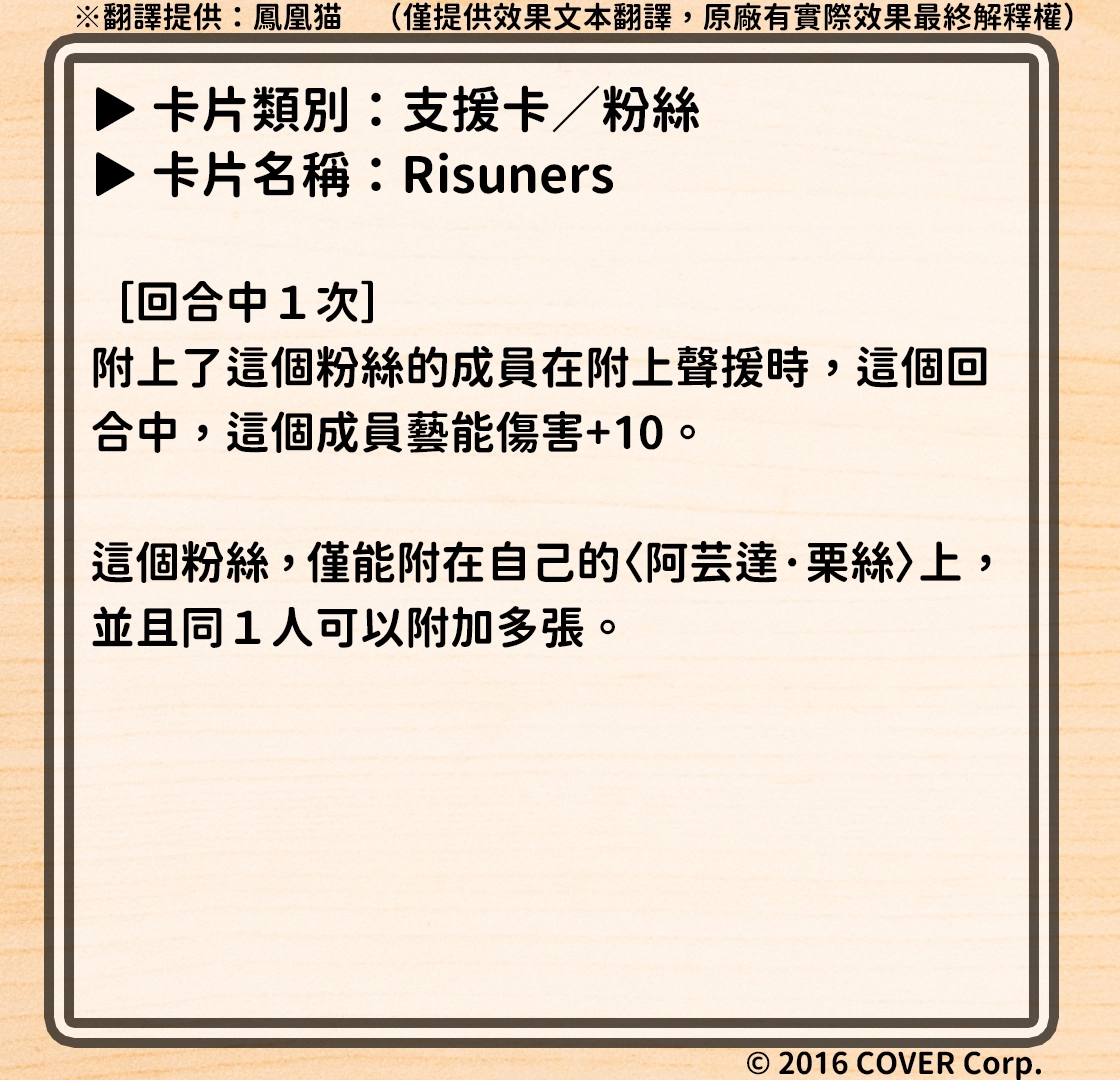 ※翻譯提供：鳳凰猫　（僅提供效果文本翻譯，原廠有實際效果最終解釋權）
▶ 卡片類別：支援卡／粉絲
▶ 卡片名稱：Risuners
［回合中１次］
附上了這個粉絲的成員在附上聲援時，這個回
合中，這個成員藝能傷害+10。
這個粉絲，僅能附在自己的〈阿芸達·栗絲〉上，
並且同１人可以附加多張。
© 2016 COVER Corp.